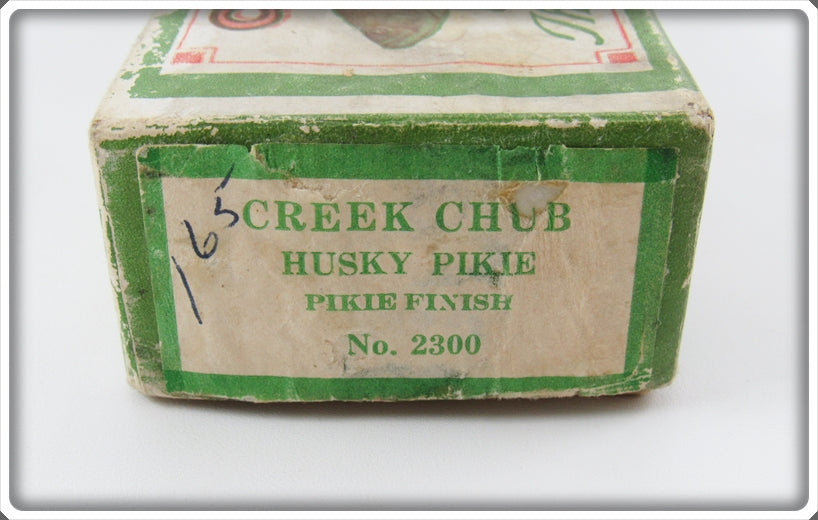 165
CREEK CHUB
HUSKY PIKIE
PIKIE FINISH
No. 2300